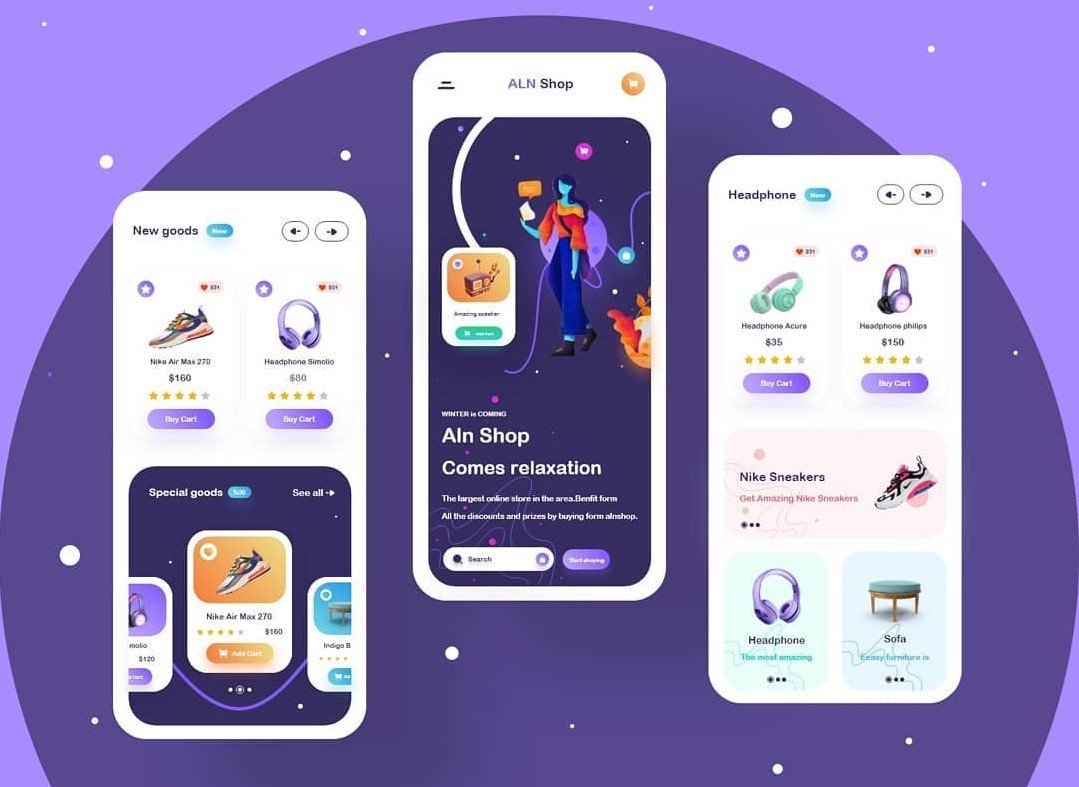 New goods
New
831
831
Nike Air Max 270
Headphone Simolio
$160
$80
Buy Cart
Buy Cart
Special goods
%30
See all
Nike Air Max 270
$160
Add Cart
molio
$120
Cart
Indigo B
ALN Shop
Amazing speaker
Add Cart
WINTER is COMING
Aln Shop
Comes relaxation
The largest online store in the area.Benfit form
All the discounts and prizes by buying form alnshop.
Search
Start shoping
Headphone
New
831
831
Headphone Acure
Headphone philips
$35
$150
Buy Cart
Buy Cart
Nike Sneakers
Get Amazing Nike Sneakers
Headphone
The most amazing
Sofa
Eeasy furniture is